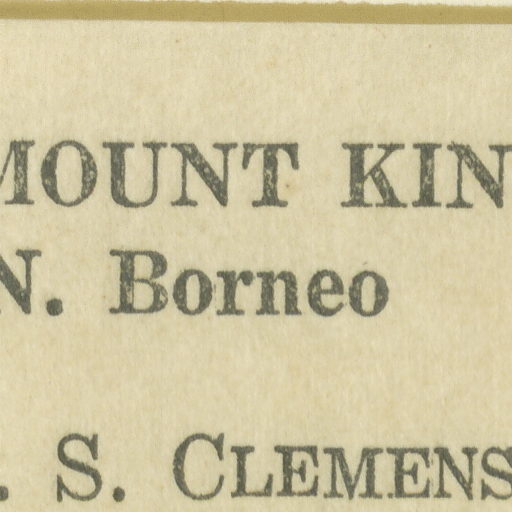 MOUNT KIN
N. Borneo
. S. CLEMENS